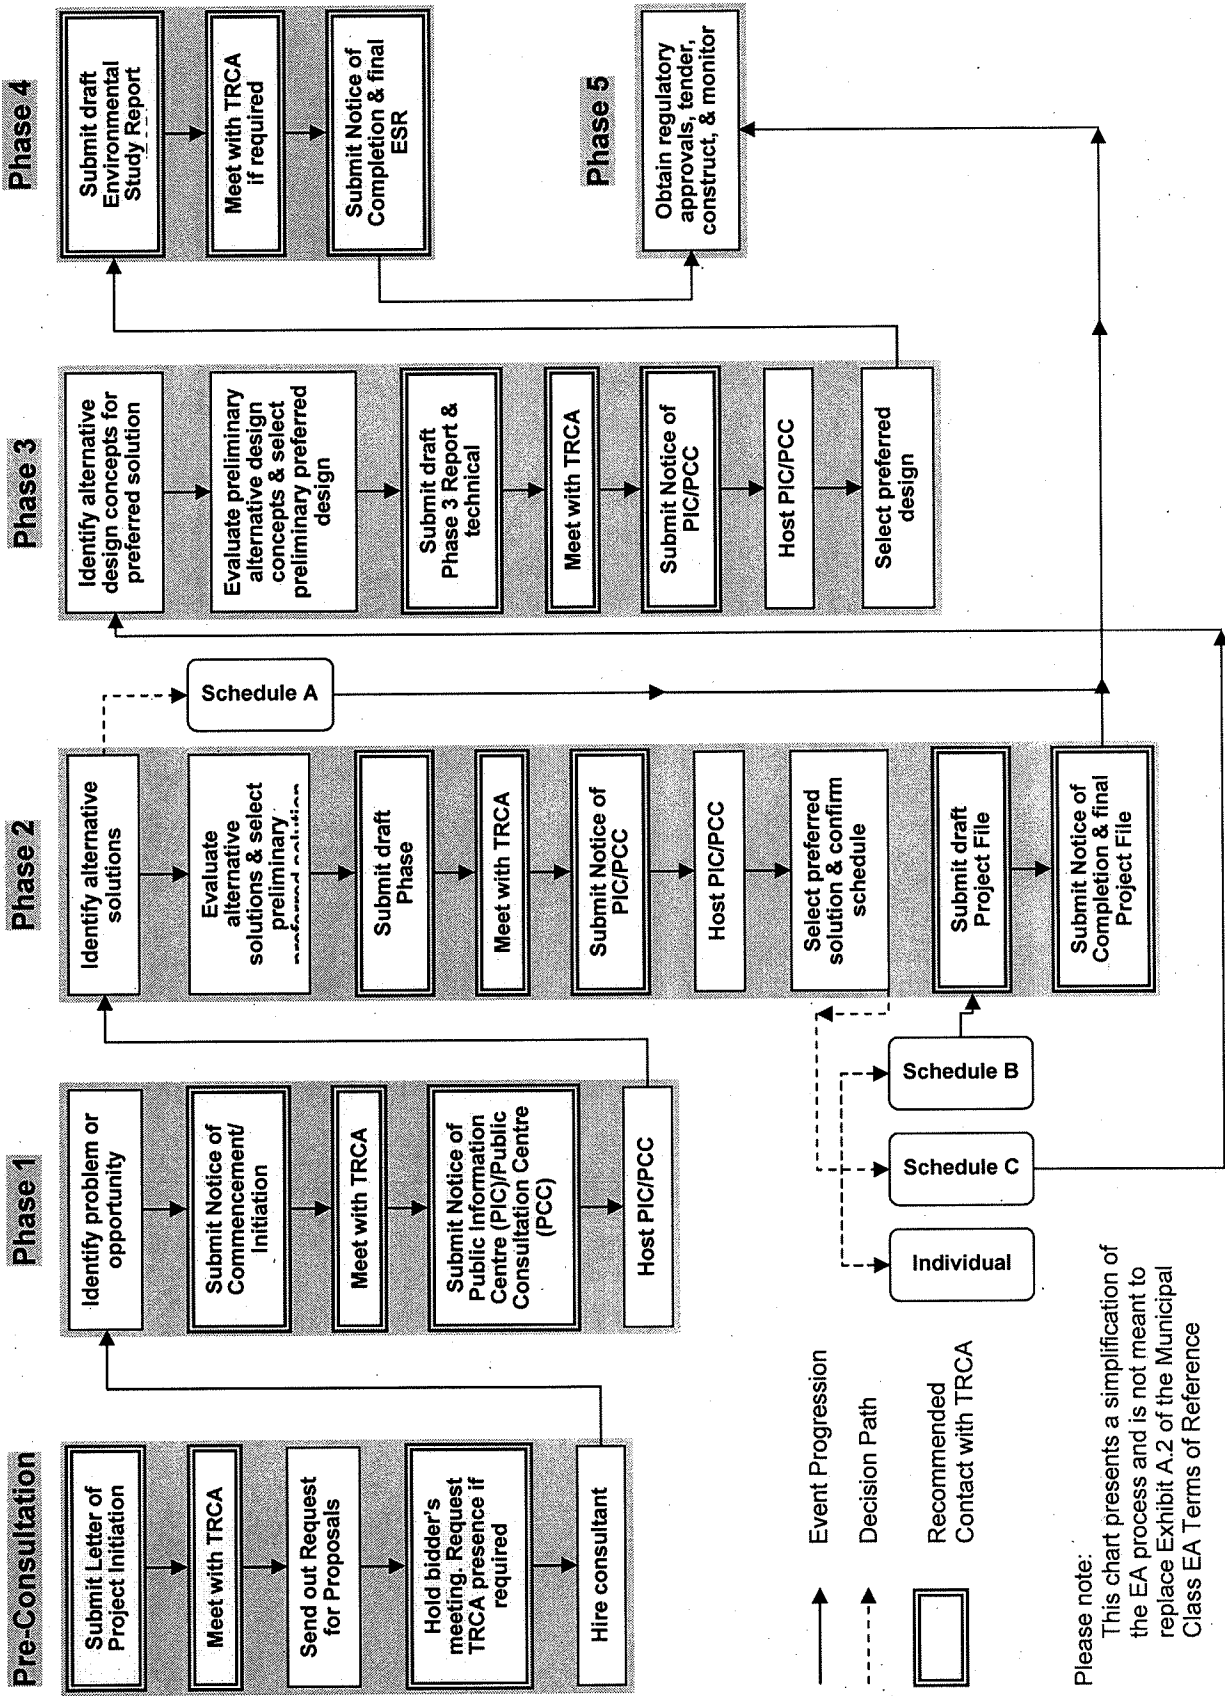 Pre-Consultation
Submit Letter of
Project Initiation
Meet with TRCA
Send out Request
for Proposals
Hold bidder's
meeting. Request
TRCA presence if
required
Hire consultant
Phase 1
Identify problem or
opportunity
Submit Notice of
Commencement/
Initiation
Meet with TRCA
Submit Notice of
Public Information
Centre (PIC)/Public
Consultation Centre
(PCC)
Host PIC/PCC
Phase 2
Identify alternative
solutions
Evaluate
alternative
solutions & select
preliminary
preferred solution
Submit draft
Phase
Meet with TRCA
Submit Notice of
PIC/PCC
Host PIC/PCC
Select preferred
solution & confirm
schedule
Submit draft
Project File
Submit Notice of
Completion & final
Project File
Schedule A
Individual
Schedule C
Schedule B
Phase 3
Identify alternative
design concepts for
preferred solution
Evaluate preliminary
alternative design
concepts & select
preliminary preferred
design
Submit draft
Phase 3 Report &
technical
Meet with TRCA
Submit Notice of
PIC/PCC
Host PIC/PCC
Select preferred
design
Phase 4
Submit draft
Environmental
Study Report
Meet with TRCA
if required
Submit Notice of
Completion & final
ESR
Phase 5
Obtain regulatory
approvals, tender,
construct, & monitor
Event Progression
Decision Path
Recommended
Contact with TRCA
Please note:
This chart presents a simplification of
the EA process and is not meant to
replace Exhibit A.2 of the Municipal
Class EA Terms of Reference